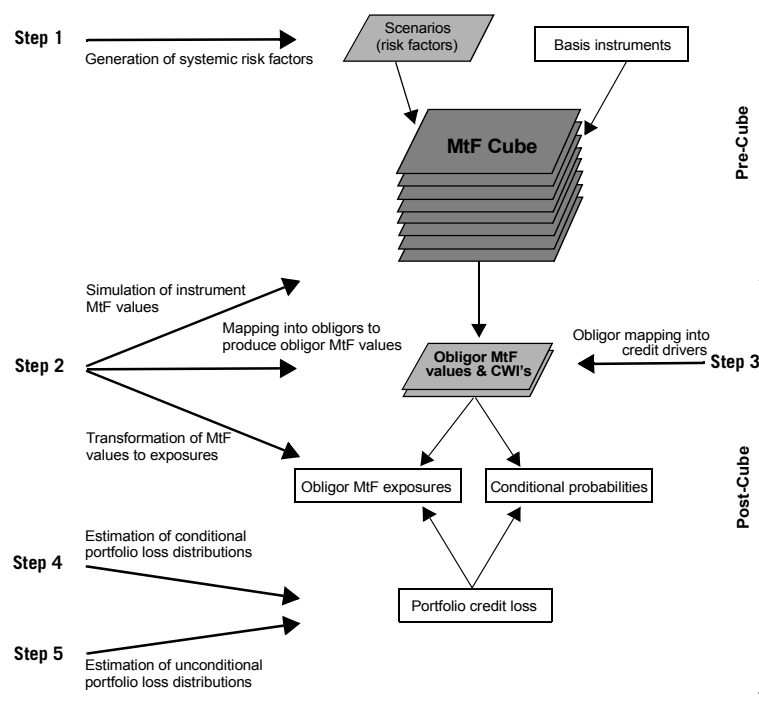 Step 1
Generation of systemic risk factors
Scenarios
(risk factors)
Basis instruments
MtF Cube
Pre-Cube
Simulation of instrument
MtF values
Mapping into obligors to
produce obligor MtF values
Step 2
Transformation of MtF
values to exposures
Obligor MtF
values & CWI's
Obligor mapping into
credit drivers
Step 3
Obligor MtF exposures
Conditional probabilities
Post-Cube
Estimation of conditional
portfolio loss distributions
Step 4
Portfolio credit loss
Step 5
Estimation of unconditional
portfolio loss distributions